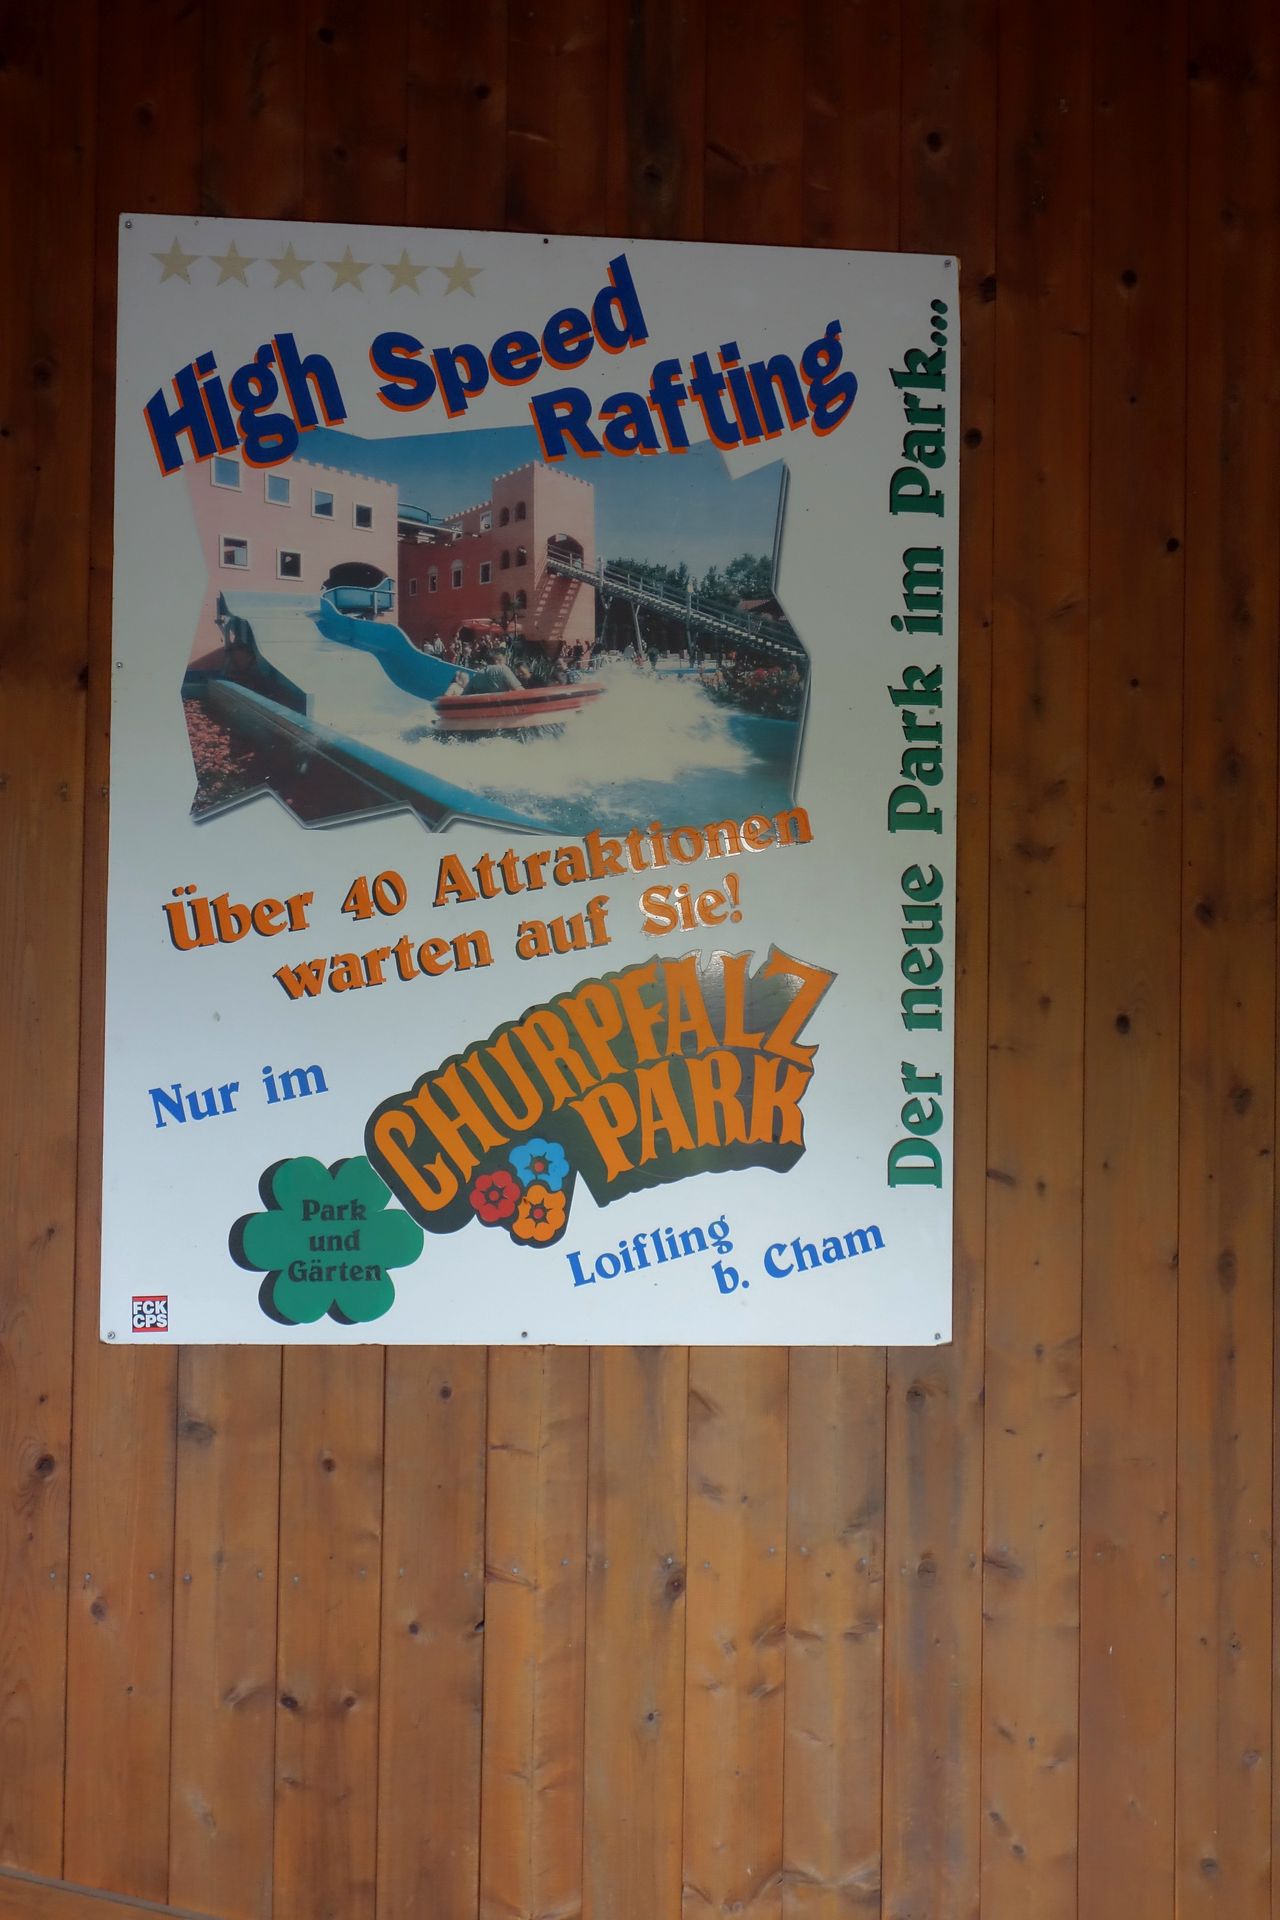 High Speed
Rafting
Der neue Park im Park...
Über 40 Attraktionen
warten auf Sie!
Nur im
CHURPFALZ
PARK
Park
und
Gärten
Loifling
b. Cham
FCK
CPS